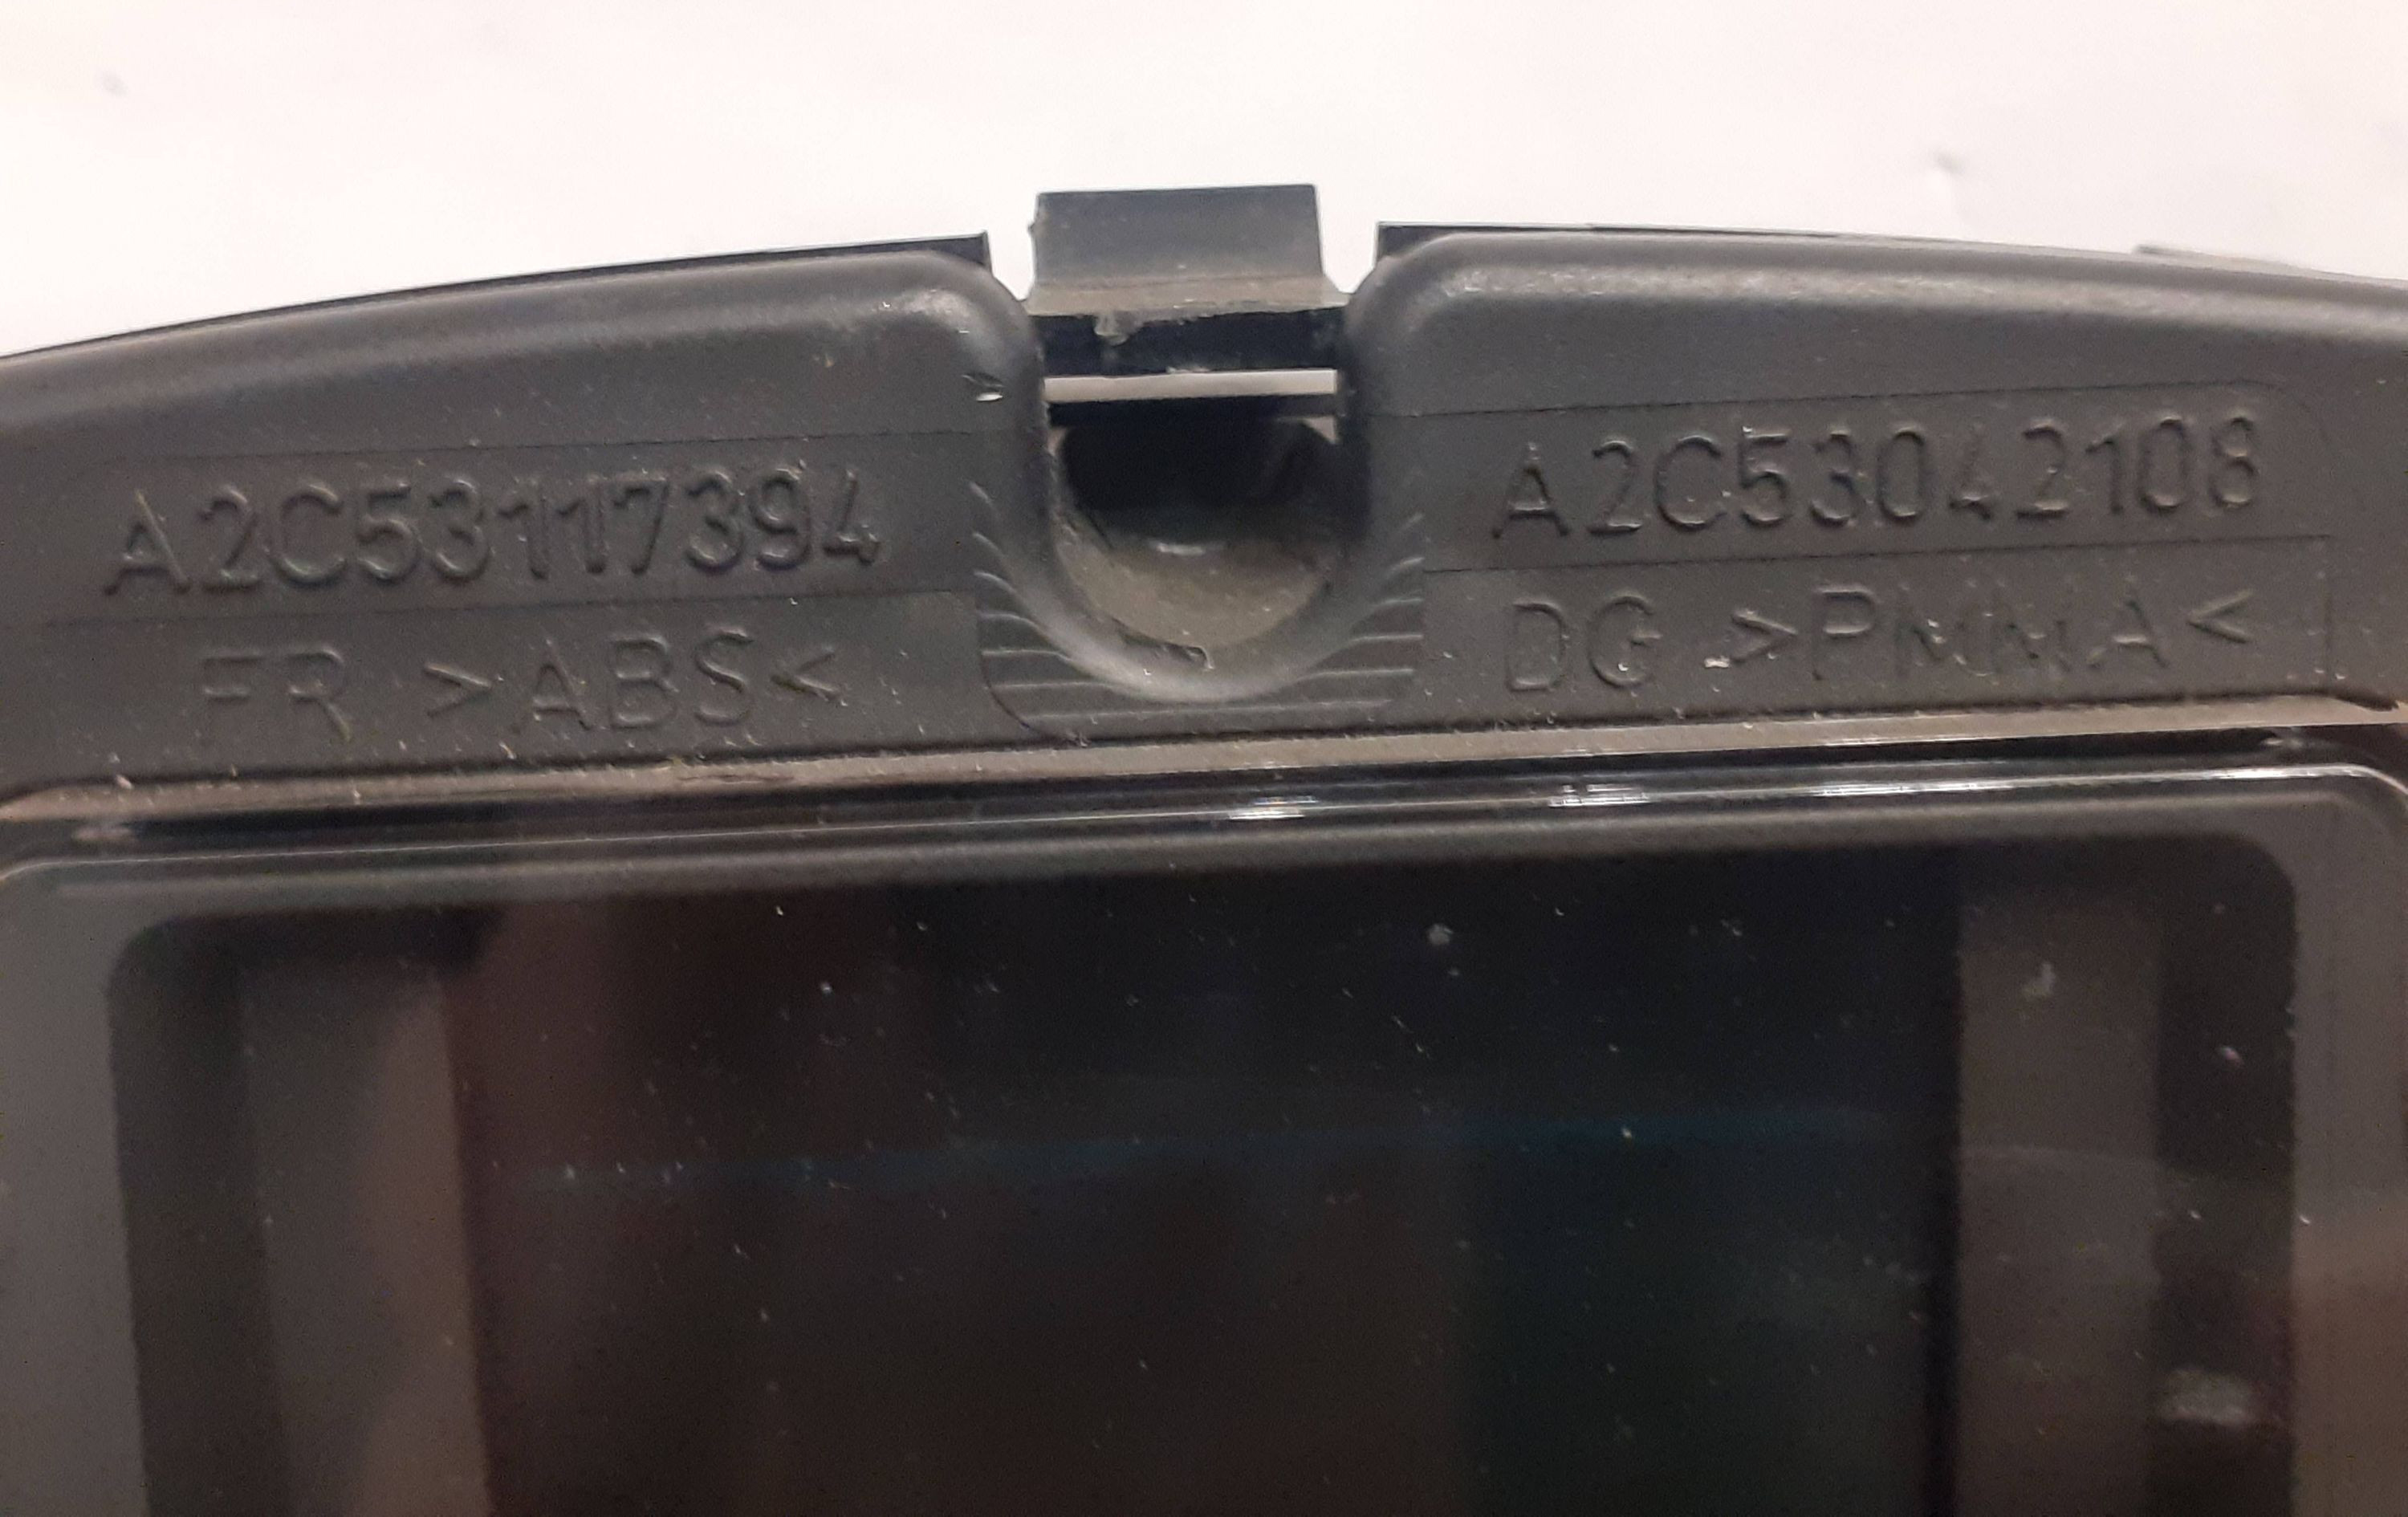 A2C53117394
FR >ABS<
A2C53042108
DG >PMMA<